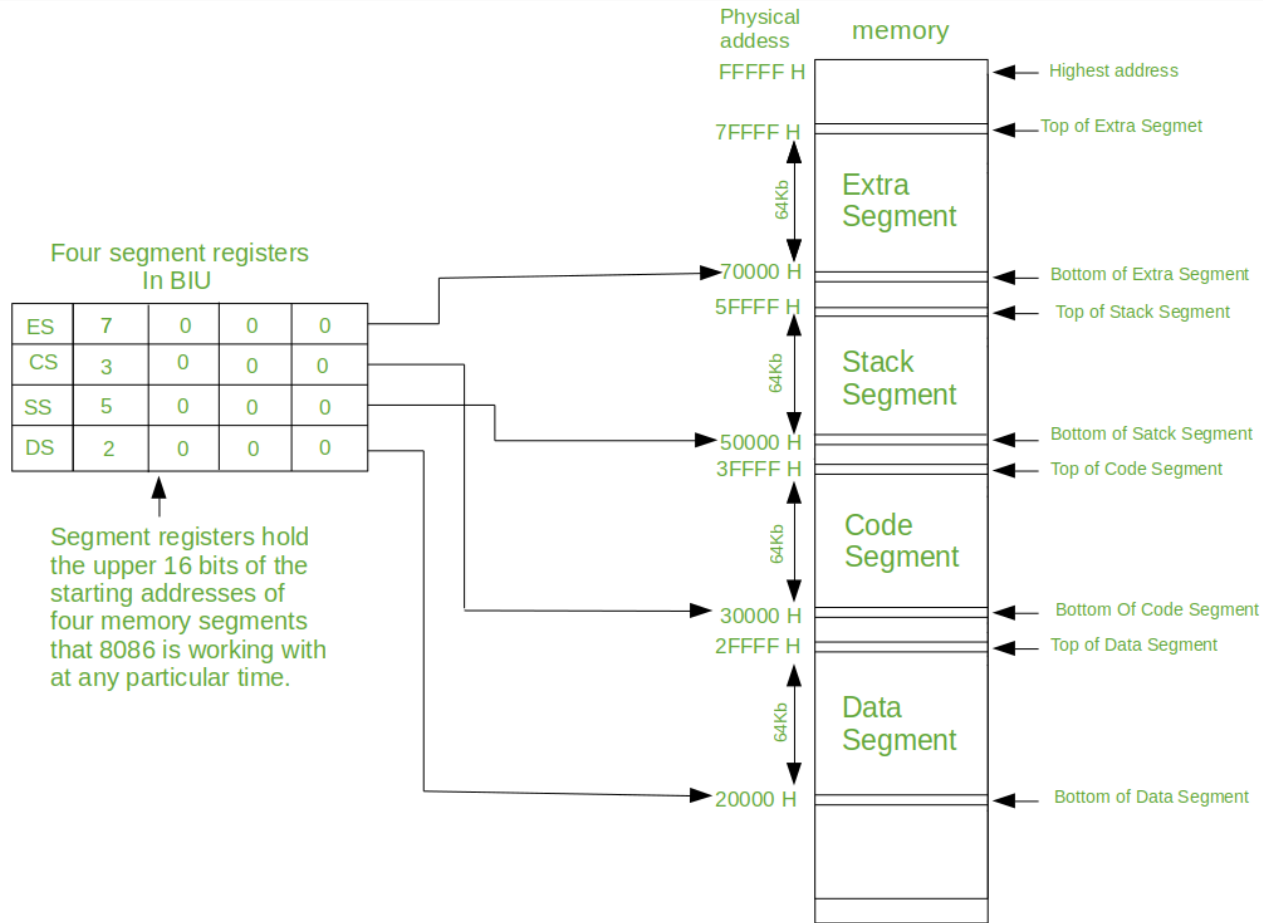 Physical
addess
memory
FFFFF H
Highest address
7FFFF H
Top of Extra Segmet
64Kb
Extra
Segment
Four segment registers
In BIU
70000 H
Bottom of Extra Segment
5FFFF H
Top of Stack Segment
ES 7 0 0 0
CS 3 0 0 0
SS 5 0 0 0
DS 2 0 0 0
64Kb
Stack
Segment
50000 H
Bottom of Satck Segment
3FFFF H
Top of Code Segment
Segment registers hold
the upper 16 bits of the
starting addresses of
four memory segments
that 8086 is working with
at any particular time.
64Kb
Code
Segment
30000 H
Bottom Of Code Segment
2FFFF H
Top of Data Segment
64Kb
Data
Segment
20000 H
Bottom of Data Segment